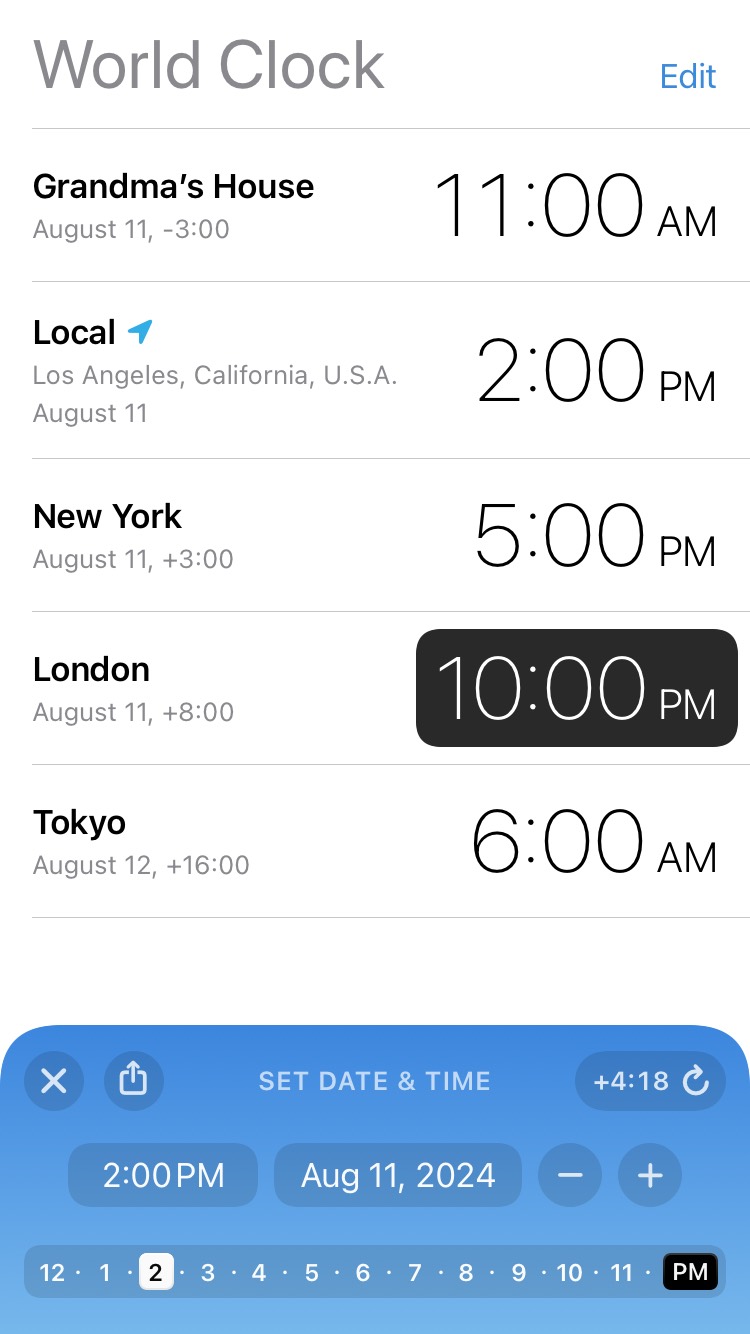 World Clock
Edit
Grandma’s House
August 11, -3:00
11:00 AM
Local
Los Angeles, California, U.S.A.
August 11
2:00 PM
New York
August 11, +3:00
5:00 PM
London
August 11, +8:00
10:00 PM
Tokyo
August 12, +16:00
6:00 AM
SET DATE & TIME
+4:18
2:00 PM
Aug 11, 2024
12 · 1 · 2 · 3 · 4 · 5 · 6 · 7 · 8 · 9 · 10 · 11 · PM